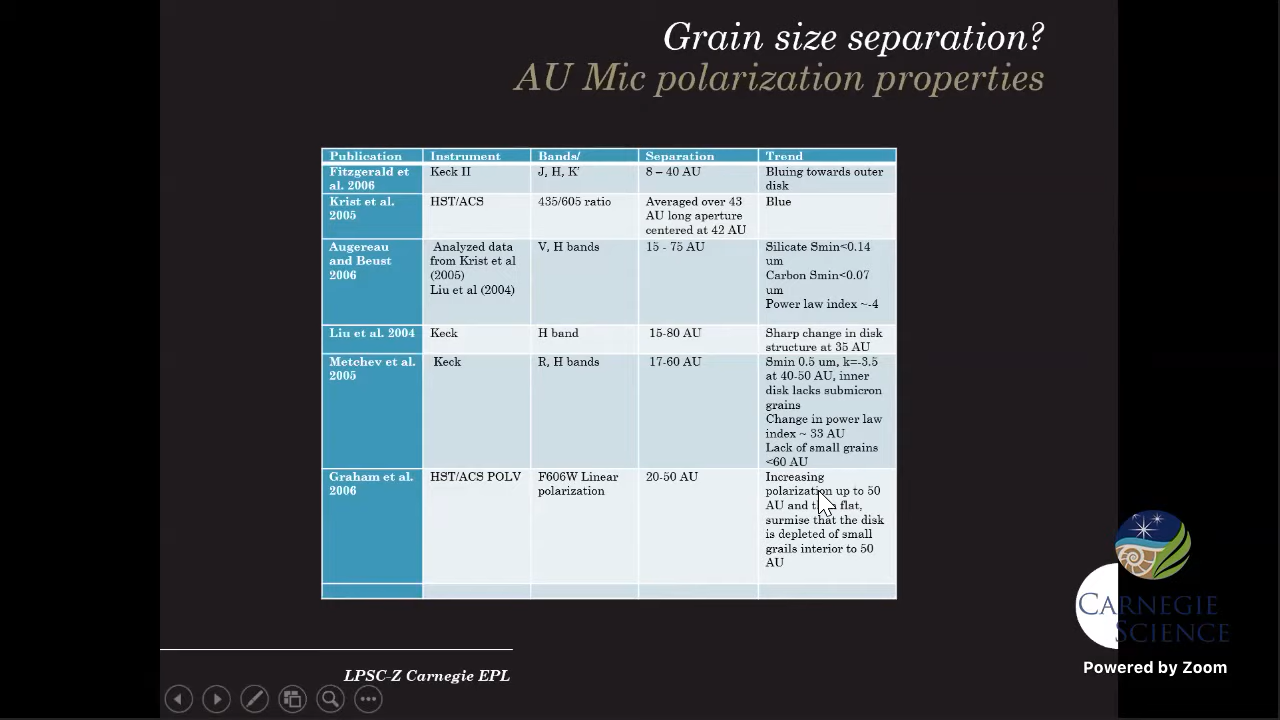 Grain size separation?
AU Mic polarization properties
Publication Instrument Bands/ Separation Trend
Fitzgerald et al. 2006 Keck II J, H, K' 8 – 40 AU Bluing towards outer disk
Krist et al. 2005 HST/ACS 435/605 ratio Averaged over 43 AU long aperture centered at 42 AU Blue
Augereau and Beust 2006 Analyzed data from Krist et al (2005) Liu et al (2004) V, H bands 15 - 75 AU Silicate Smin<0.14 um Carbon Smin<0.07 um Power law index ~-4
Liu et al. 2004 Keck H band 15-80 AU Sharp change in disk structure at 35 AU
Metchev et al. 2005 Keck R, H bands 17-60 AU Smin 0.5 um, k=-3.5 at 40-50 AU, inner disk lacks submicron grains Change in power law index ~ 33 AU Lack of small grains <60 AU
Graham et al. 2006 HST/ACS POLV F606W Linear polarization 20-50 AU Increasing polarization up to 50 AU and flat, surmise that the disk is depleted of small grails interior to 50 AU
LPSC-Z Carnegie EPL
CARNEGIE
SCIENCE
Powered by Zoom